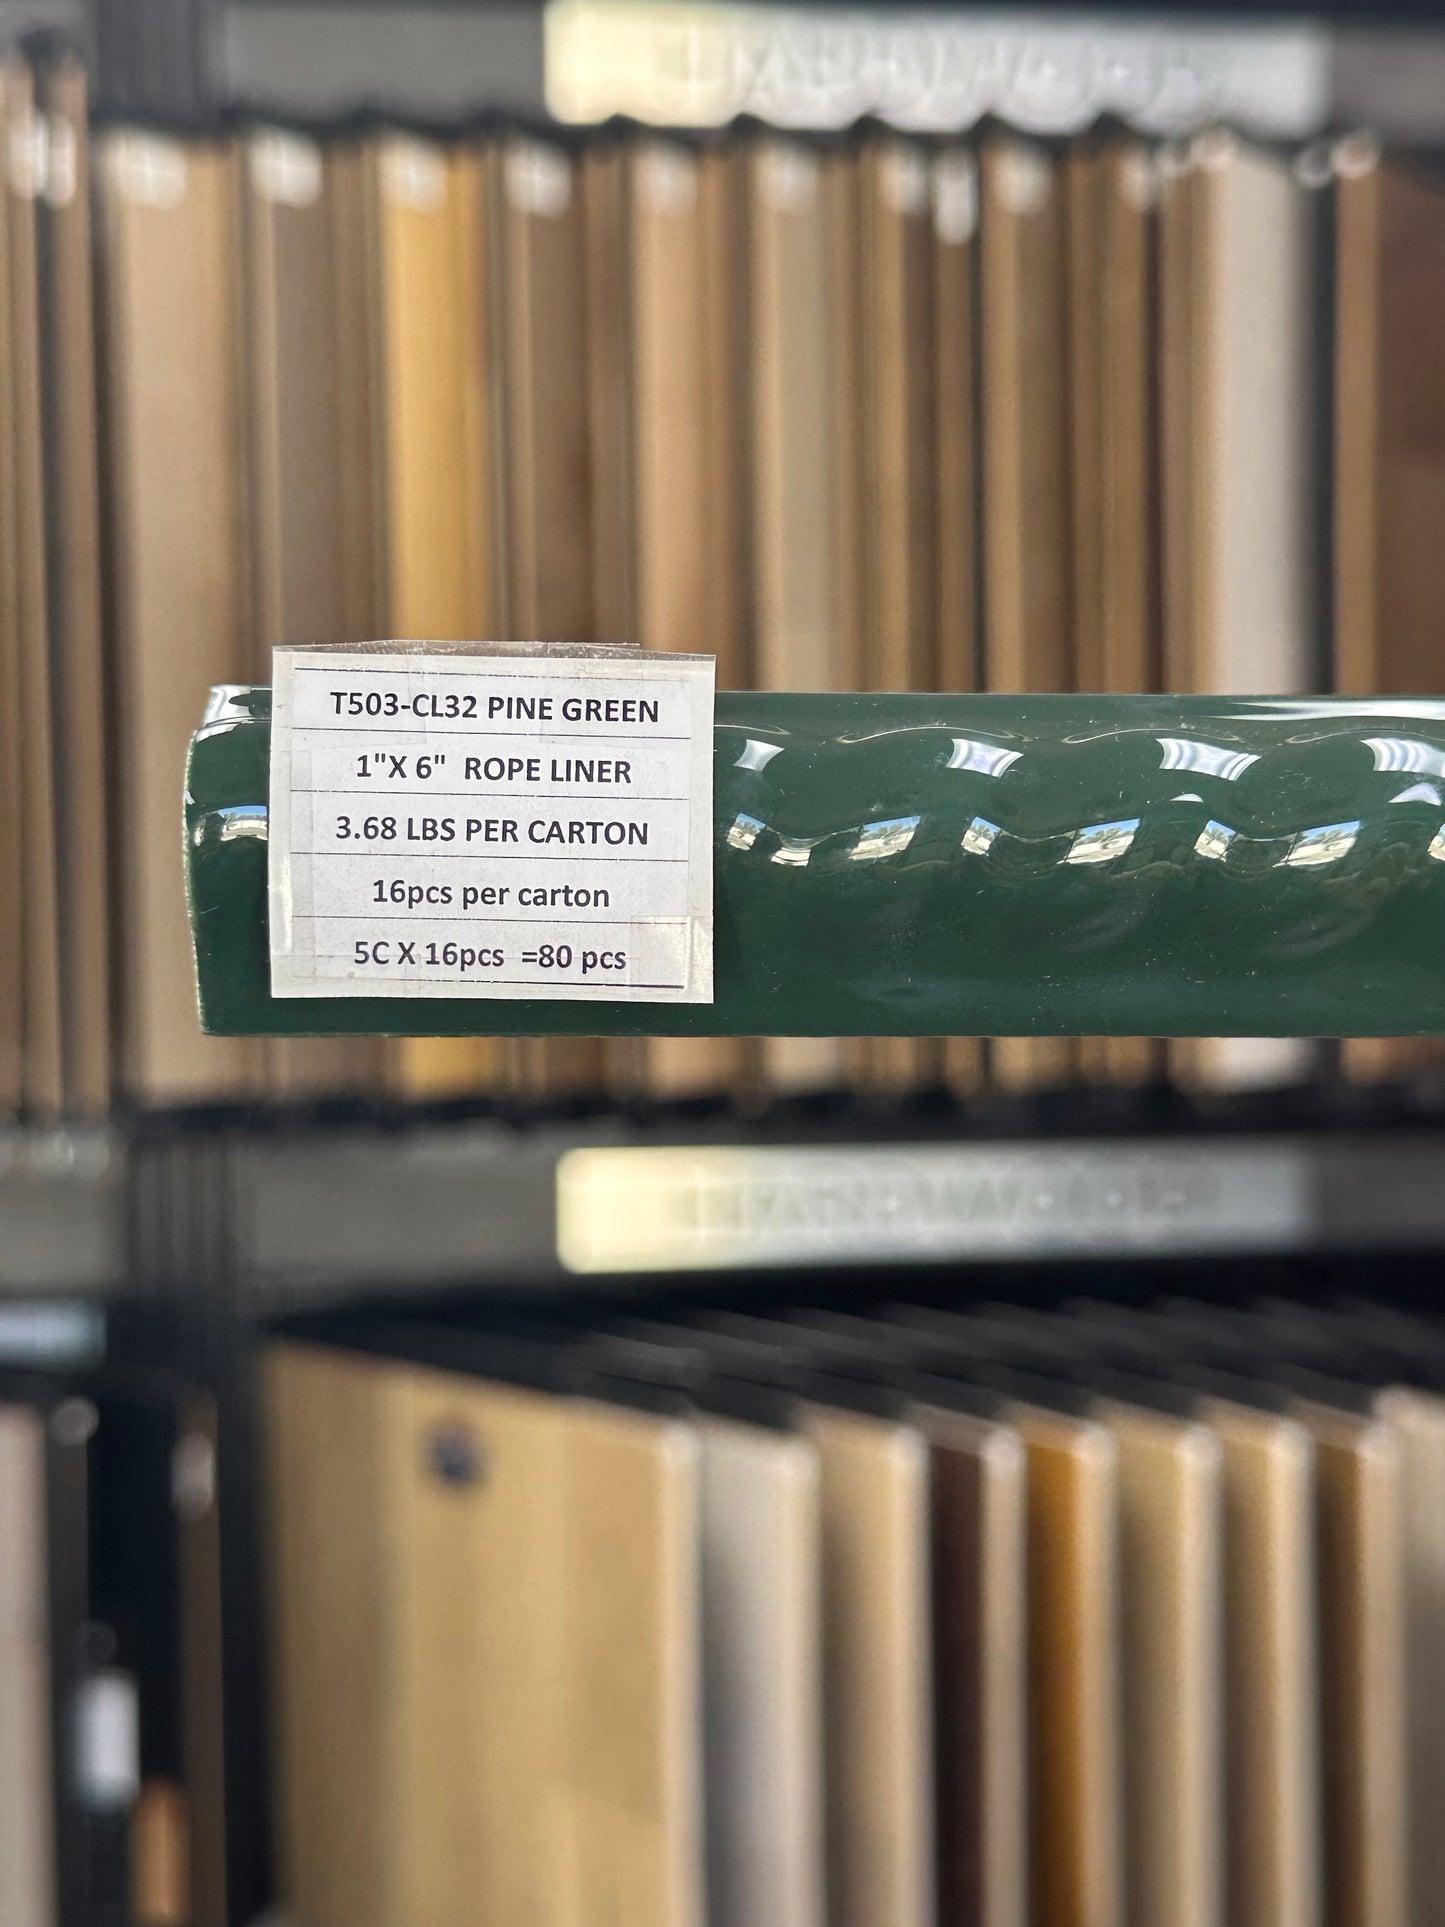 T503-CL32 PINE GREEN
1"X 6" ROPE LINER
3.68 LBS PER CARTON
16pcs per carton
5C X 16pcs =80 pcs